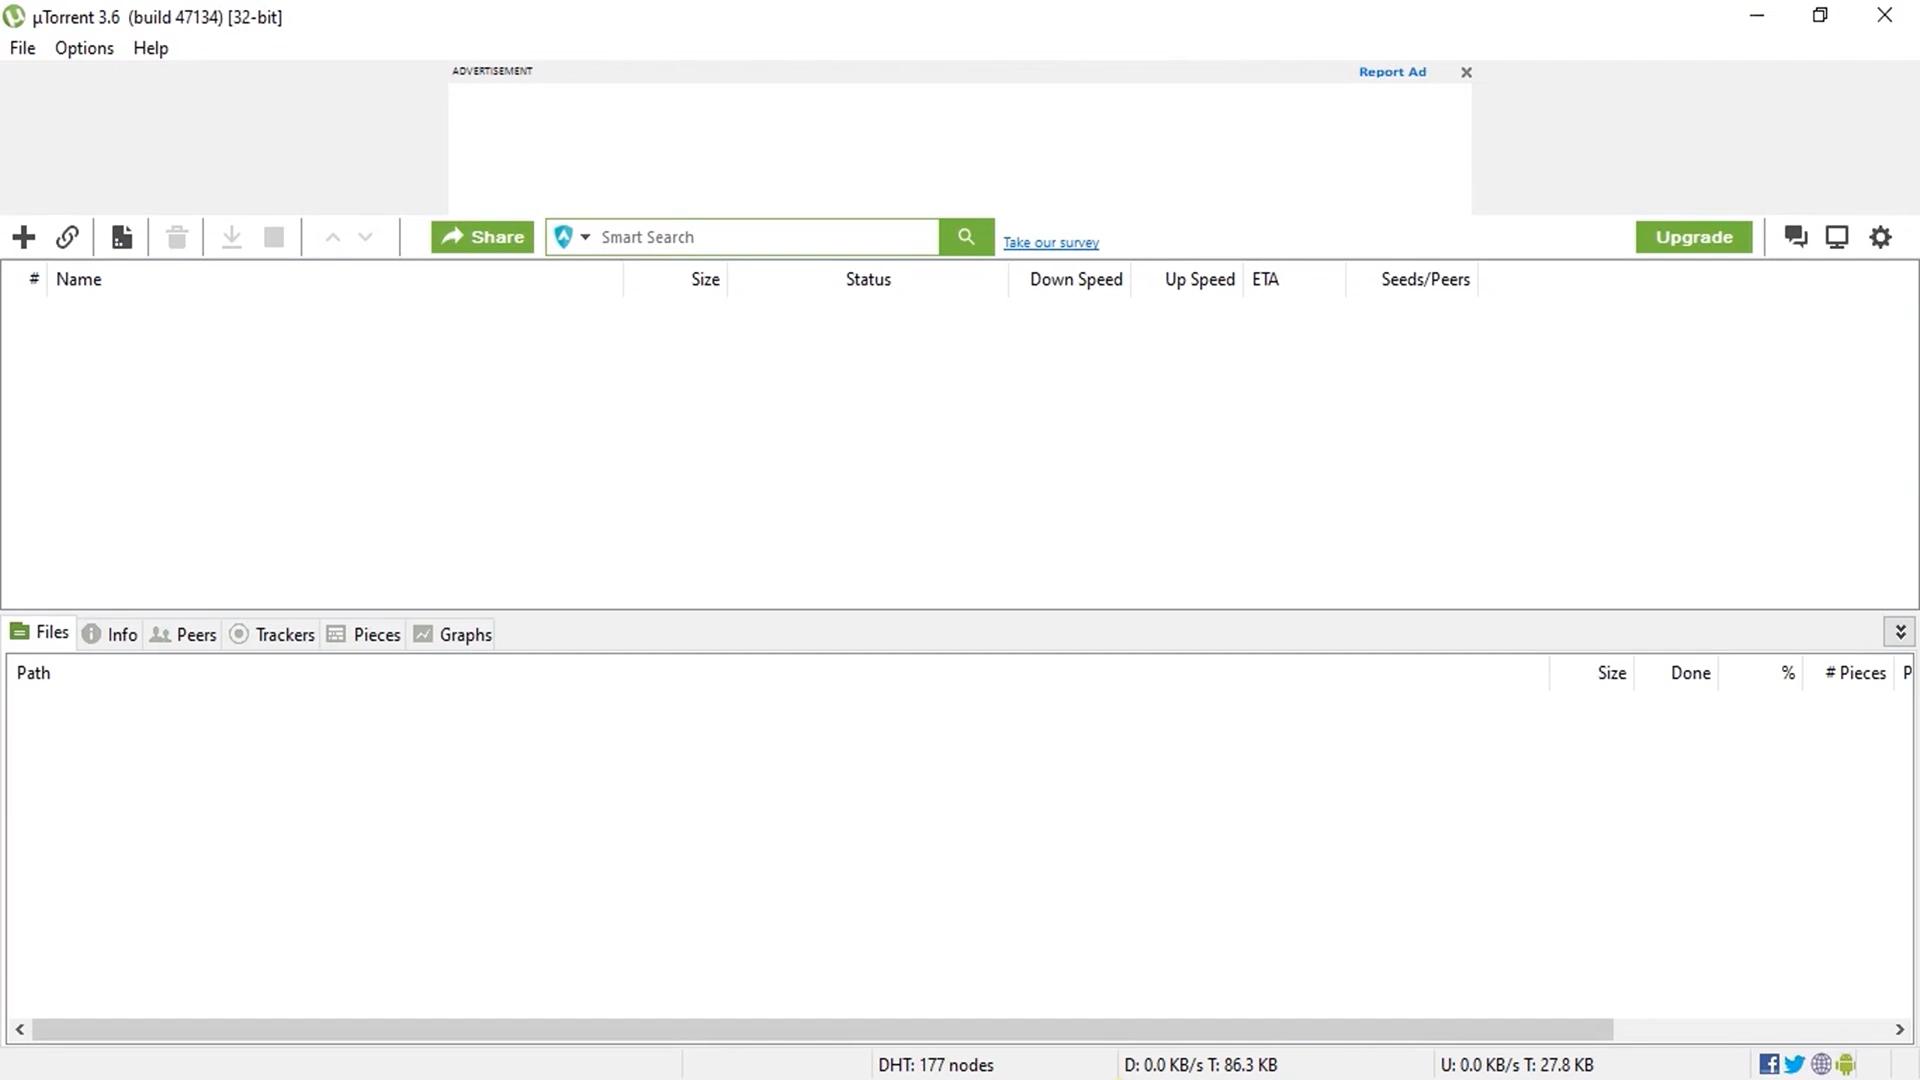 µTorrent 3.6 (build 47134) [32-bit]
File Options Help
ADVERTISEMENT Report Ad
Share Smart Search Take our survey Upgrade
# Name Size Status Down Speed Up Speed ETA Seeds/Peers
Files Info Peers Trackers Pieces Graphs
Path Size Done % # Pieces P
DHT: 177 nodes D: 0.0 KB/s T: 86.3 KB U: 0.0 KB/s T: 27.8 KB